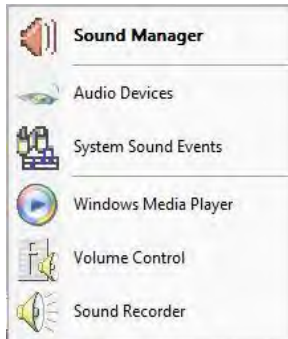 Sound Manager
Audio Devices
System Sound Events
Windows Media Player
Volume Control
Sound Recorder